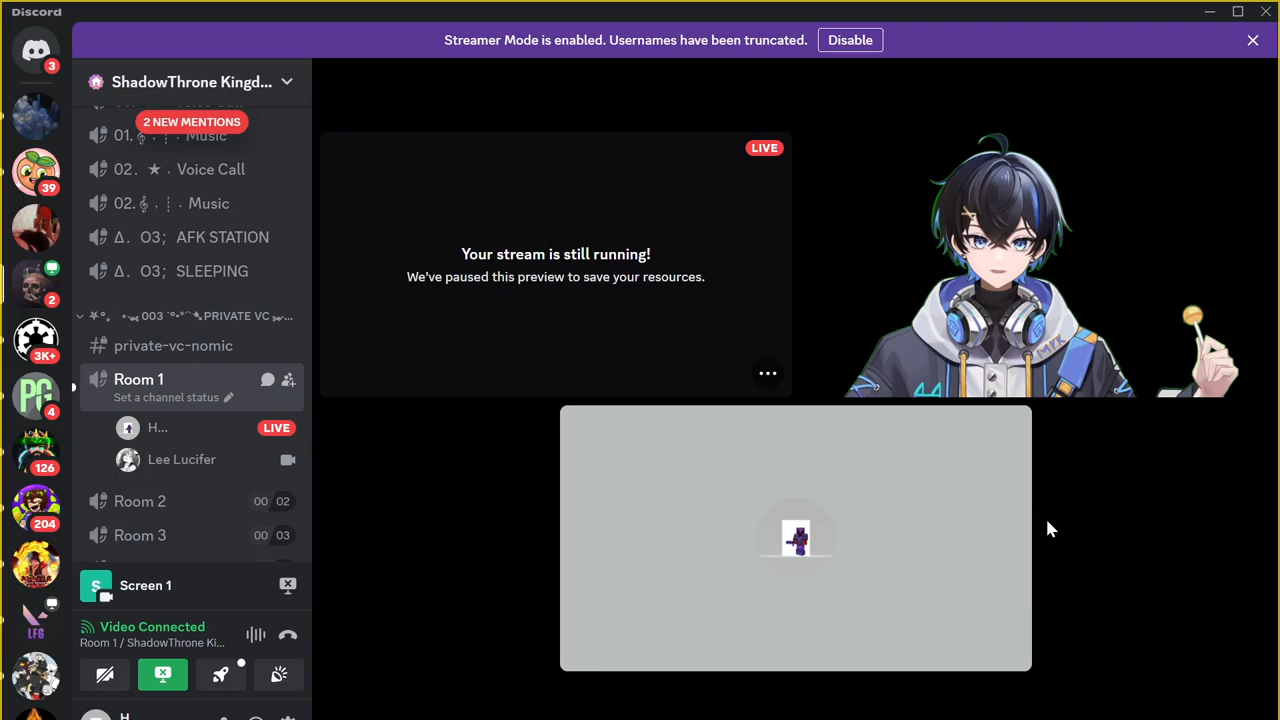 Discord
Streamer Mode is enabled. Usernames have been truncated.
Disable
3
39
2
3K+
PG
4
126
204
LFG
ShadowThrone Kingd...
2 NEW MENTIONS
01. Music
02. ★ . Voice Call
02. 𝄞 . ┊ . Music
Δ. O3; AFK STATION
Δ. O3; SLEEPING
003 PRIVATE VC
private-vc-nomic
Room 1
Set a channel status
H...
LIVE
Lee Lucifer
Room 2
00 02
Room 3
00 03
S
Screen 1
Video Connected
Room 1 / ShadowThrone Ki...
H
LIVE
Your stream is still running!
We've paused this preview to save your resources.